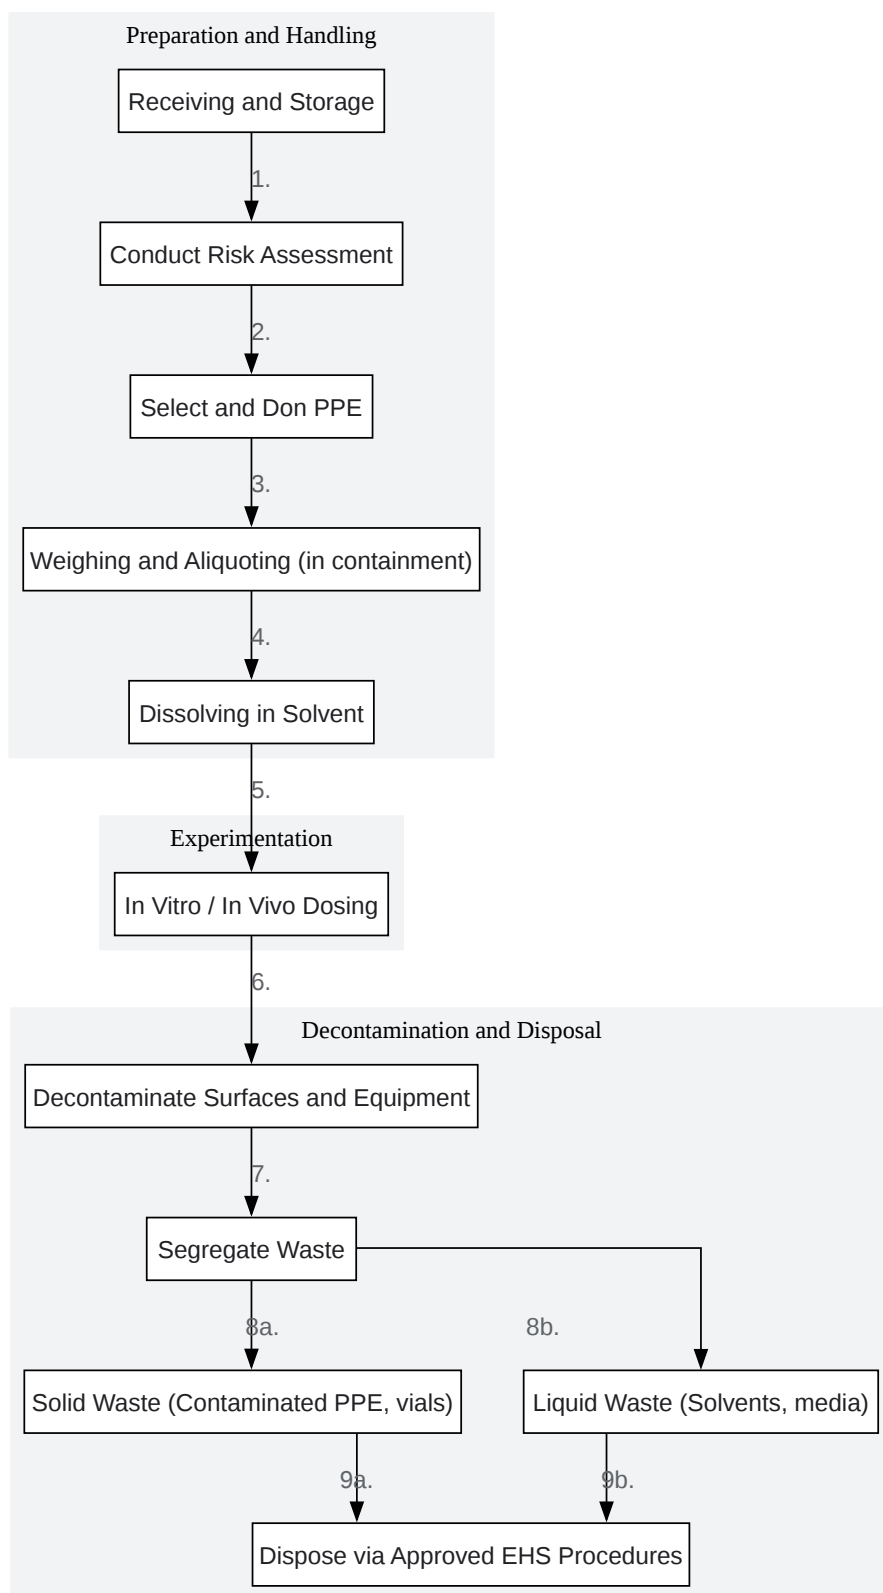 Preparation and Handling
Receiving and Storage
1.
Conduct Risk Assessment
2.
Select and Don PPE
3.
Weighing and Aliquoting (in containment)
4.
Dissolving in Solvent
5.
Experimentation
In Vitro / In Vivo Dosing
6.
Decontamination and Disposal
Decontaminate Surfaces and Equipment
7.
Segregate Waste
8a.
8b.
Solid Waste (Contaminated PPE, vials)
Liquid Waste (Solvents, media)
9a.
9b.
Dispose via Approved EHS Procedures